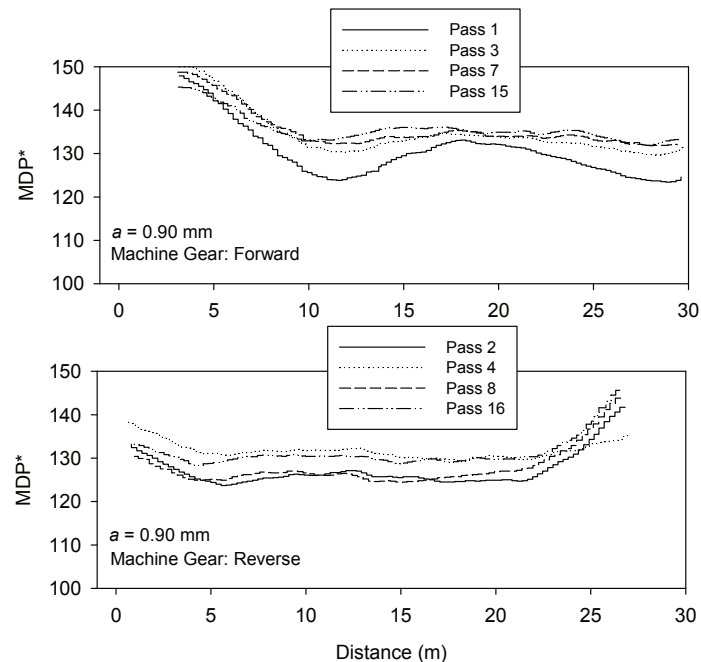 Pass 1
Pass 3
Pass 7
Pass 15
150
140
130
120
110
100
MDP*
a = 0.90 mm
Machine Gear: Forward
0 5 10 15 20 25 30
Pass 2
Pass 4
Pass 8
Pass 16
150
140
130
120
110
100
MDP*
a = 0.90 mm
Machine Gear: Reverse
0 5 10 15 20 25 30
Distance (m)